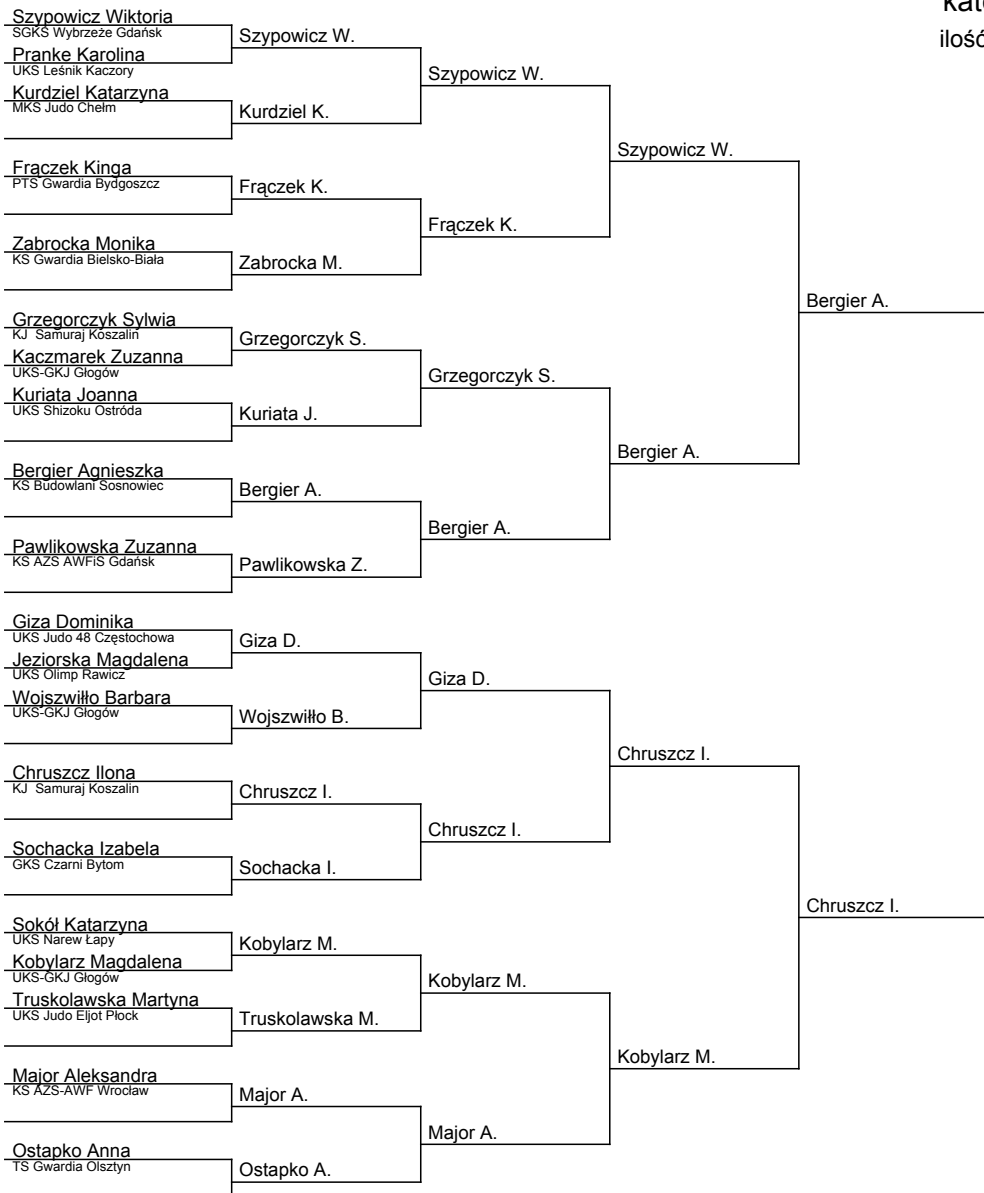 kat
ilość
Szypowicz Wiktoria
SGKS Wybrzeże Gdańsk
Pranke Karolina
UKS Leśnik Kaczory
Kurdziel Katarzyna
MKS Judo Chełm
Frączek Kinga
PTS Gwardia Bydgoszcz
Zabrocka Monika
KS Gwardia Bielsko-Biała
Grzegorczyk Sylwia
KJ Samuraj Koszalin
Kaczmarek Zuzanna
UKS-GKJ Głogów
Kuriata Joanna
UKS Shizoku Ostróda
Bergier Agnieszka
KS Budowlani Sosnowiec
Pawlikowska Zuzanna
KS AZS AWFiS Gdańsk
Giza Dominika
UKS Judo 48 Częstochowa
Jeziorska Magdalena
UKS Olimp Rawicz
Wojszwiłło Barbara
UKS-GKJ Głogów
Chruszcz Ilona
KJ Samuraj Koszalin
Sochacka Izabela
GKS Czarni Bytom
Sokół Katarzyna
UKS Narew Łapy
Kobylarz Magdalena
UKS-GKJ Głogów
Truskolawska Martyna
UKS Judo Eljot Płock
Major Aleksandra
KS AZS-AWF Wrocław
Ostapko Anna
TS Gwardia Olsztyn
Szypowicz W.
Kurdziel K.
Frączek K.
Zabrocka M.
Grzegorczyk S.
Kuriata J.
Bergier A.
Pawlikowska Z.
Giza D.
Wojszwiłło B.
Chruszcz I.
Sochacka I.
Kobylarz M.
Truskolawska M.
Major A.
Ostapko A.
Szypowicz W.
Frączek K.
Grzegorczyk S.
Bergier A.
Giza D.
Chruszcz I.
Kobylarz M.
Major A.
Szypowicz W.
Bergier A.
Chruszcz I.
Kobylarz M.
Bergier A.
Chruszcz I.